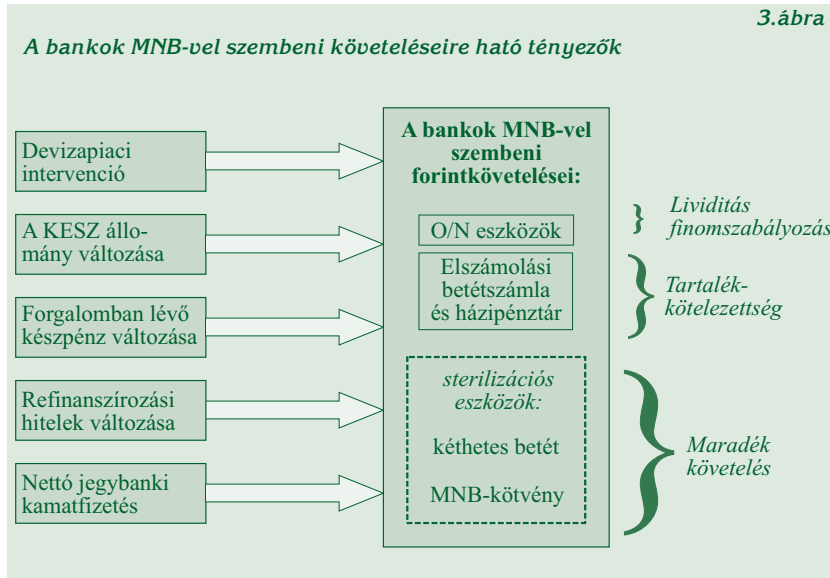 3.ábra
A bankok MNB-vel szembeni követeléseire ható tényezők
Devizapiaci
intervenció
A KESZ állo-
mány változása
Forgalomban lévő
készpénz változása
Refinanszírozási
hitelek változása
Nettó jegybanki
kamatfizetés
A bankok MNB-vel
szembeni
forintkövetelései:
O/N eszközök
Elszámolási
betétszámla
és házipénztár
sterilizációs
eszközök:
kéthetes betét
MNB-kötvény
} Lividitás
finomszabályozás
} Tartalék-
kötelezettség
} Maradék
követelés